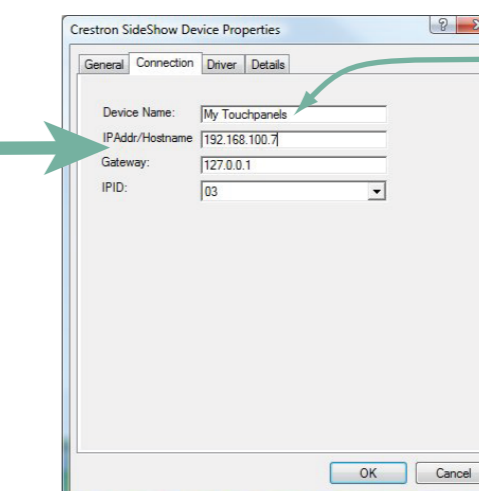 Crestron SideShow Device Properties
General Connection Driver Details
Device Name: My Touchpanels
IPAddr/Hostname 192.168.100.7
Gateway: 127.0.0.1
IPID: 03
OK Cancel